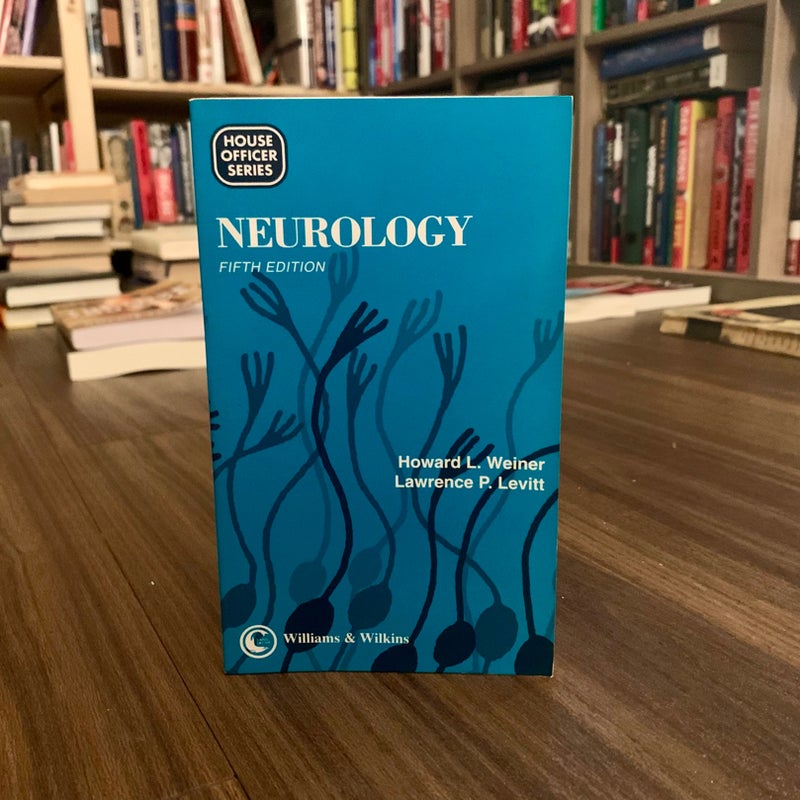 HOUSE
OFFICER
SERIES
NEUROLOGY
FIFTH EDITION
Howard L. Weiner
Lawrence P. Levitt
Williams & Wilkins